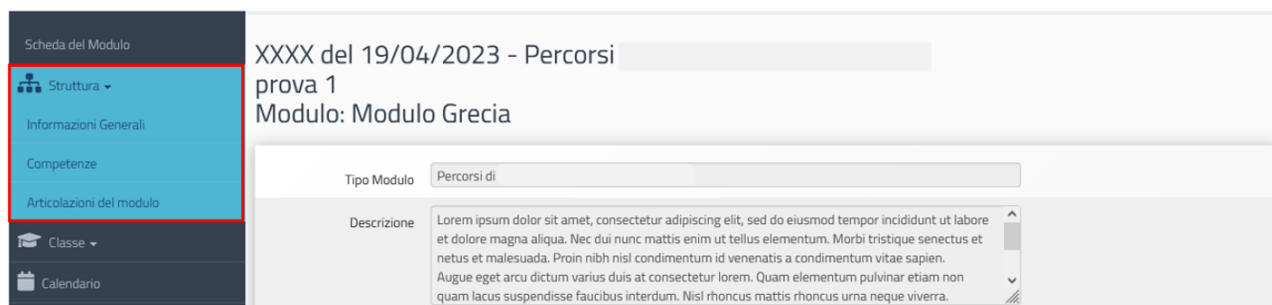 Scheda del Modulo
Struttura
Informazioni Generali
Competenze
Articolazioni del modulo
Classe
Calendario
XXXX del 19/04/2023 - Percorsi
prova 1
Modulo: Modulo Grecia
Tipo Modulo
Percorsi di
Descrizione
Lorem ipsum dolor sit amet, consectetur adipiscing elit, sed do eiusmod tempor incididunt ut labore
et dolore magna aliqua. Nec dui nunc mattis enim ut tellus elementum. Morbi tristique senectus et
netus et malesuada. Proin nibh nisl condimentum id venenatis a condimentum vitae sapien.
Augue eget arcu dictum varius duis at consectetur lorem. Quam elementum pulvinar etiam non
quam lacus suspendisse faucibus interdum. Nisl rhoncus mattis rhoncus urna neque viverra.